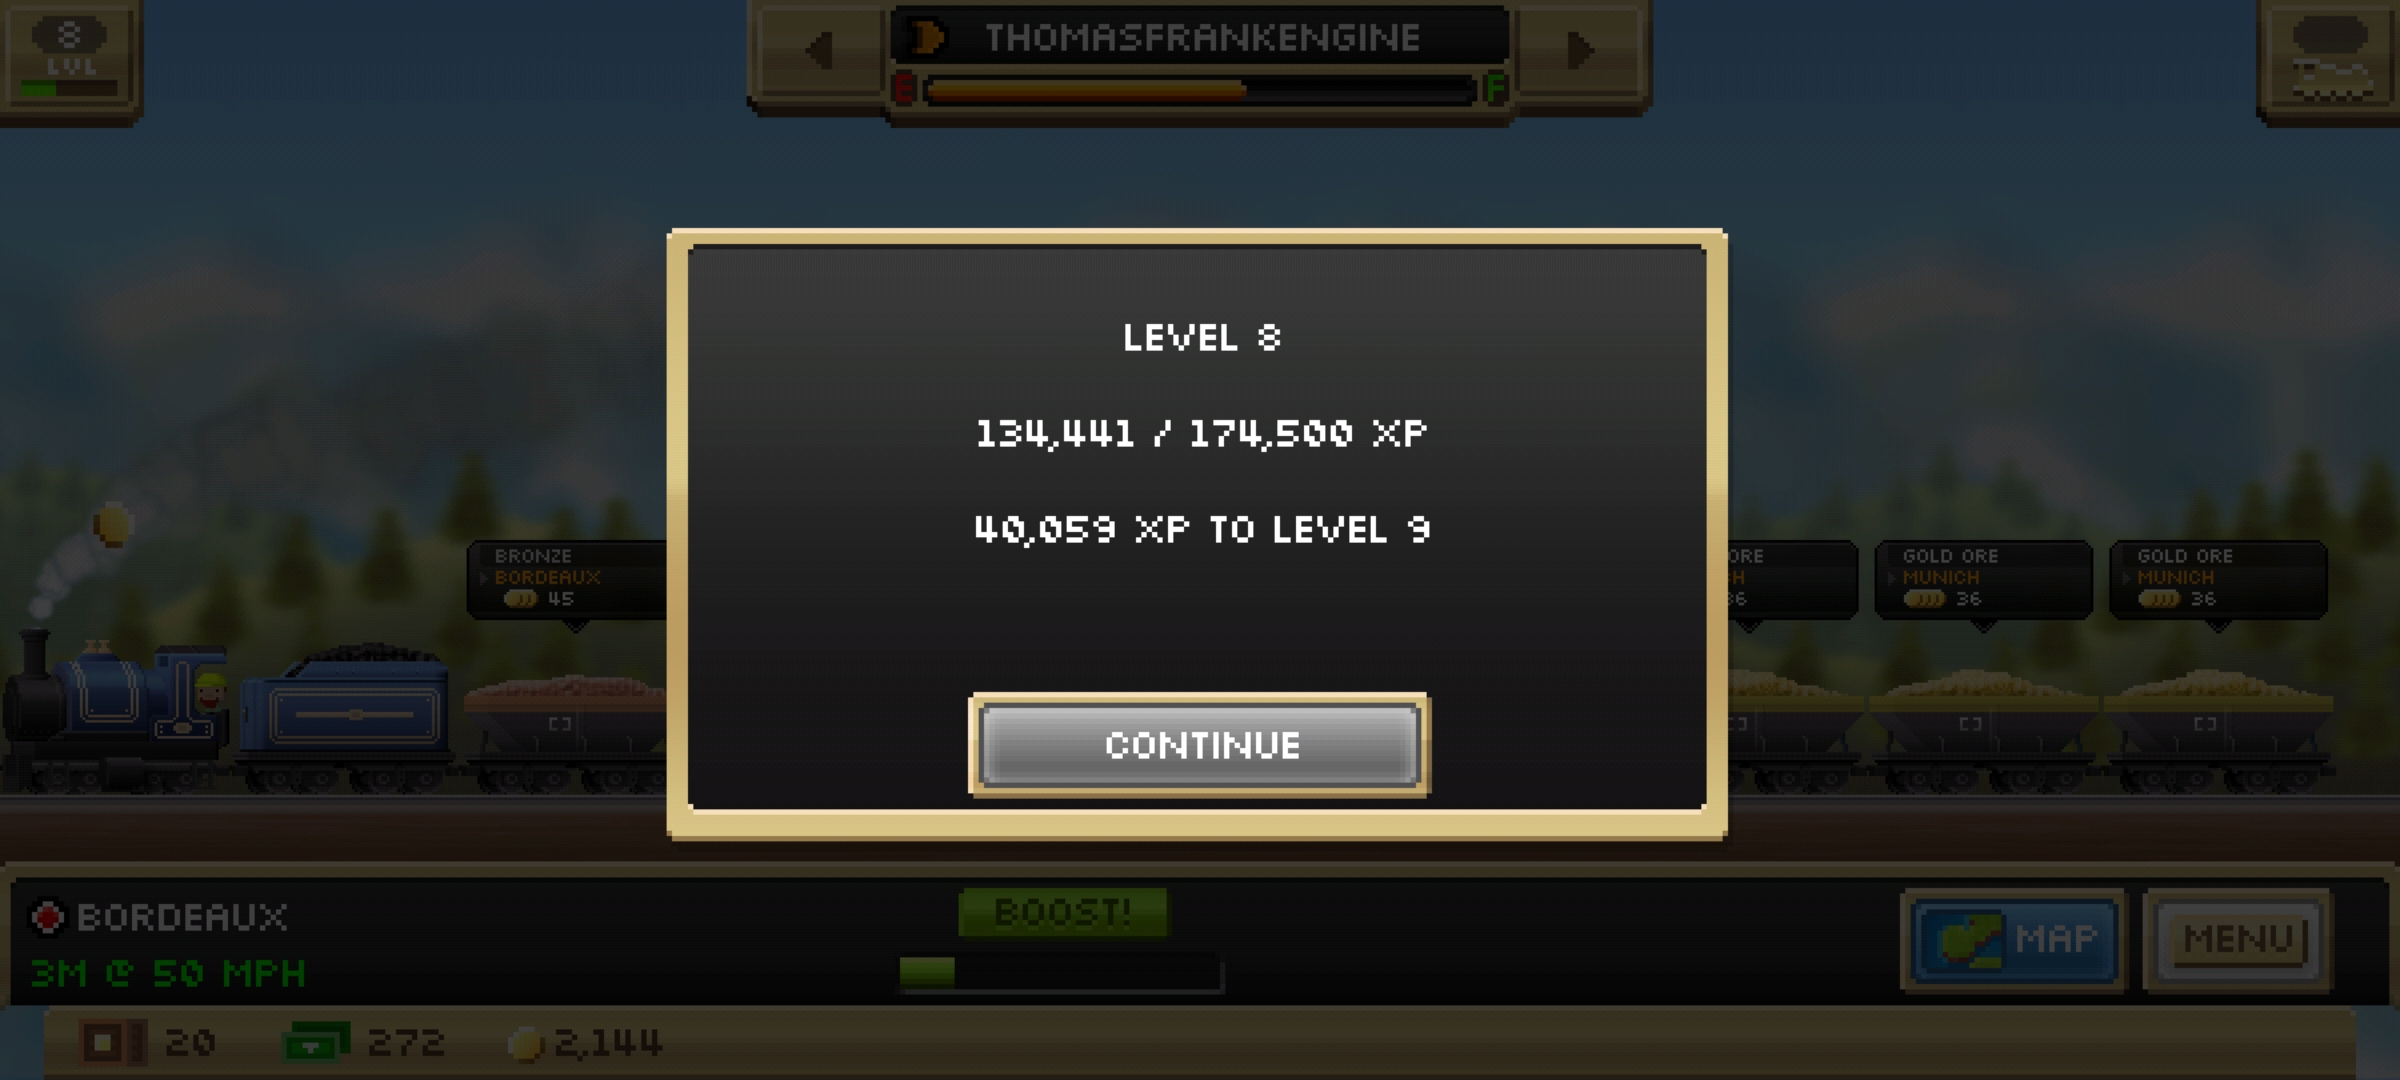 8
LVL
THOMASFRANKENGINE
E
F
LEVEL 8
134,441 / 174,500 XP
40,059 XP TO LEVEL 9
CONTINUE
BRONZE
BORDEAUX
45
ORE
H
36
GOLD ORE
MUNICH
36
GOLD ORE
MUNICH
36
BORDEAUX
3M @ 50 MPH
BOOST!
MAP
MENU
20
272
2,144